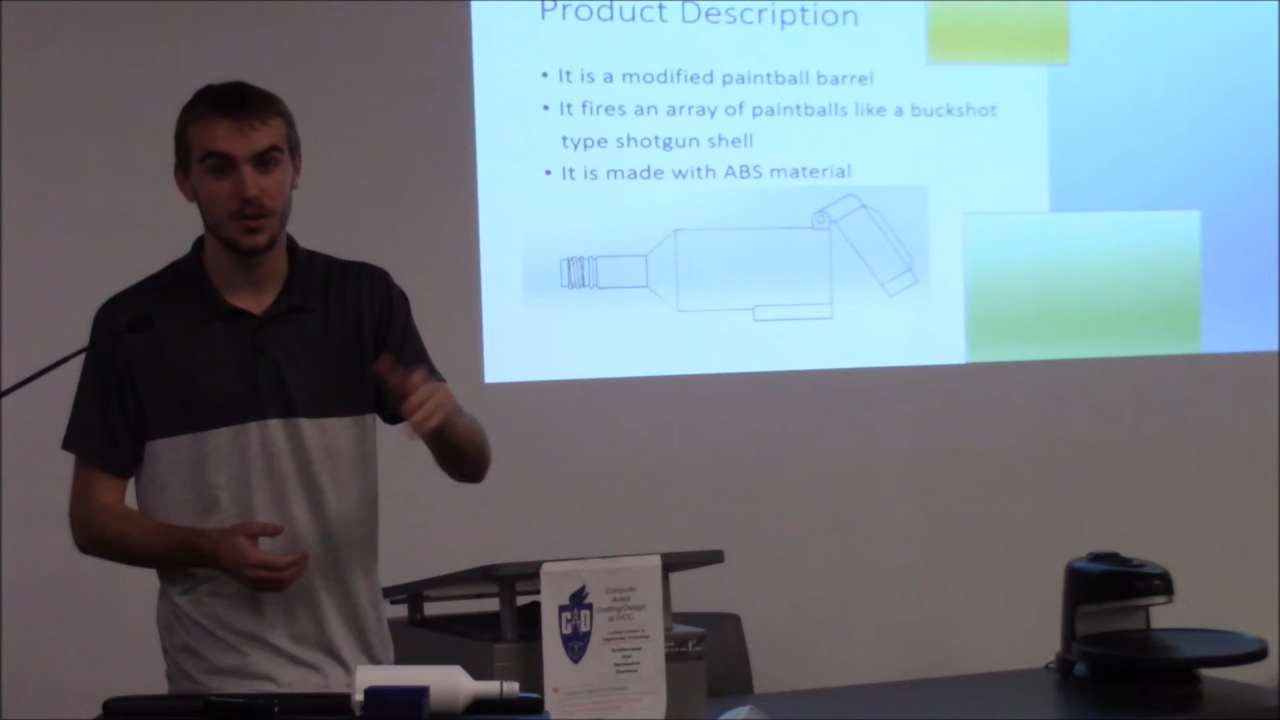 Product Description
• It is a modified paintball barrel
• It fires an array of paintballs like a buckshot
type shotgun shell
• It is made with ABS material
CAD
Computer
Aided
Drafting/Design